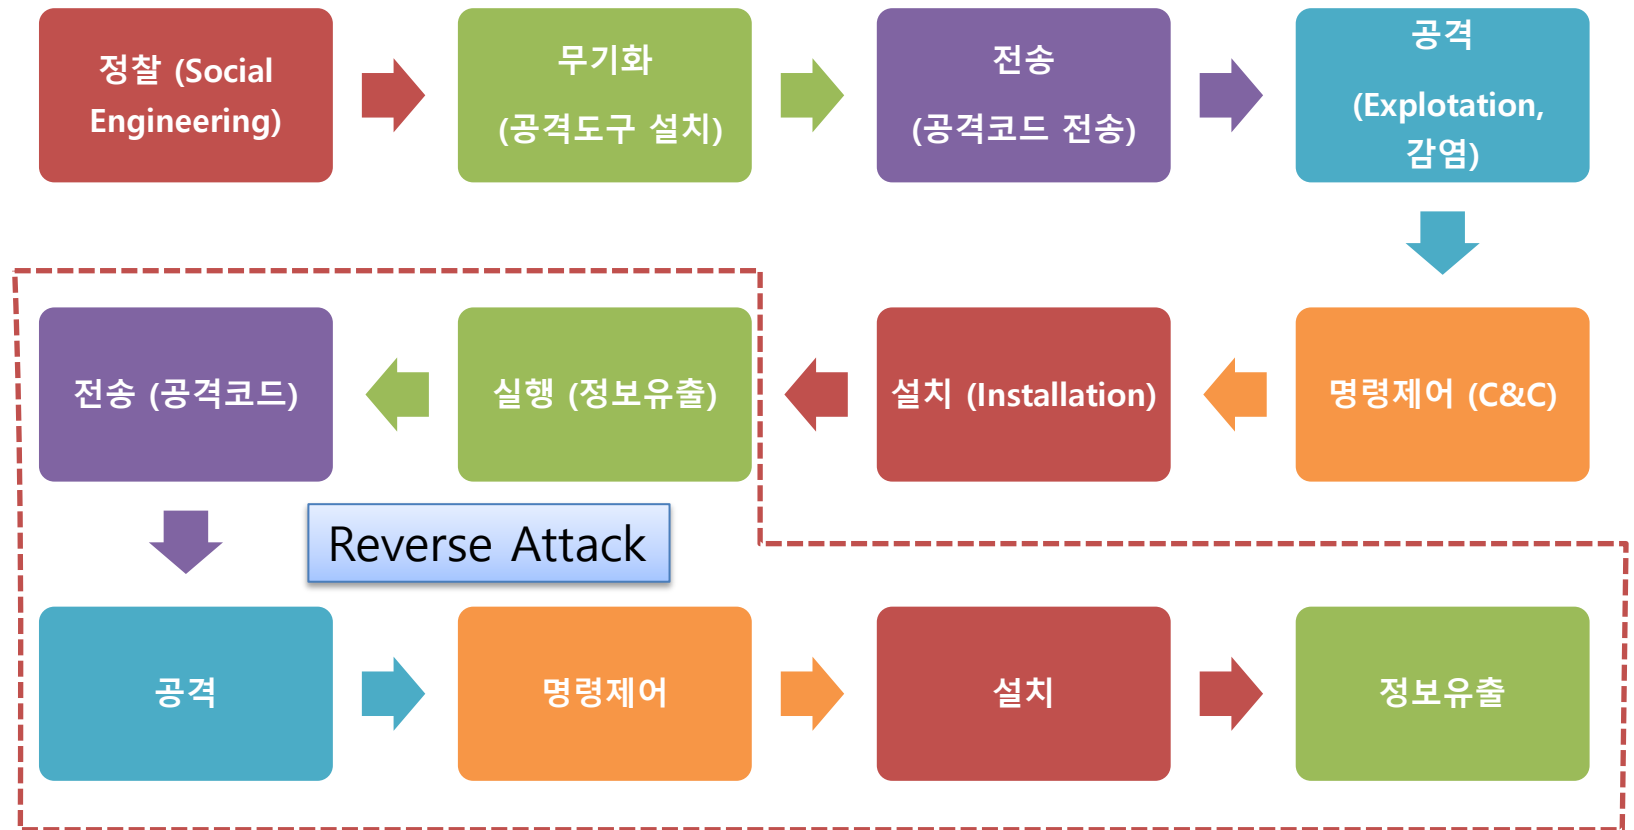 정찰 (Social
Engineering)
무기화
(공격도구 설치)
전송
(공격코드 전송)
공격
(Explotation,
감염)
명령제어 (C&C)
설치 (Installation)
실행 (정보유출)
전송 (공격코드)
Reverse Attack
공격
명령제어
설치
정보유출